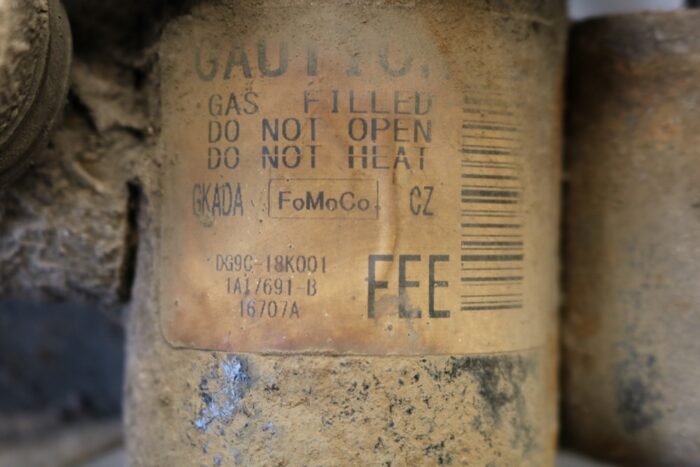 CAUTION
GAS FILLED
DO NOT OPEN
DO NOT HEAT
GKADA FoMoCo. CZ
DG9C-18K001
1A17691-B
16707A
FEE